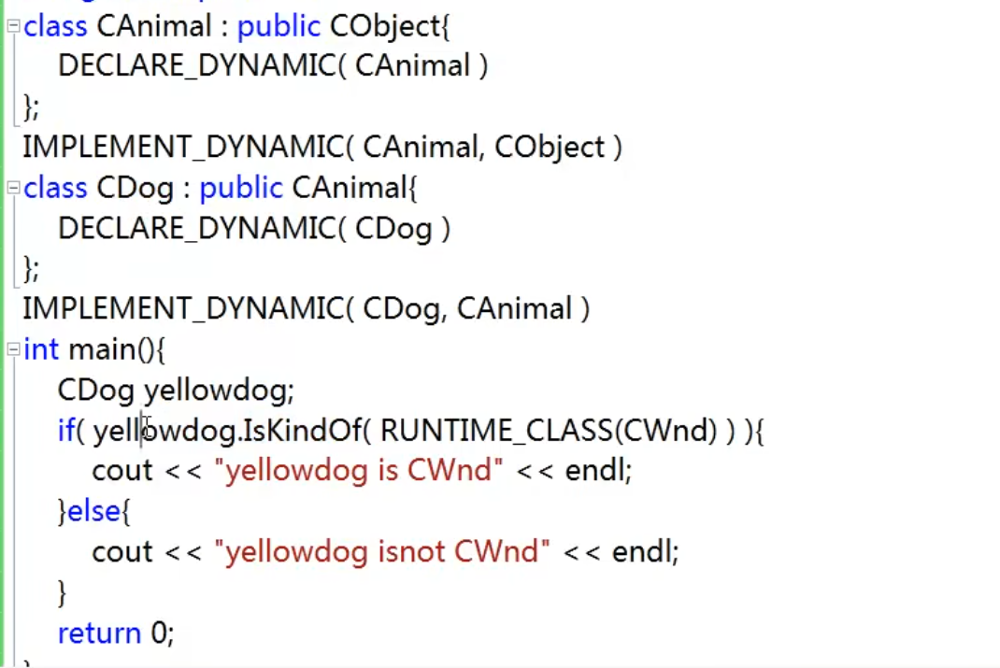 class CAnimal : public CObject{
DECLARE_DYNAMIC( CAnimal )
};
IMPLEMENT_DYNAMIC( CAnimal, CObject )
class CDog : public CAnimal{
DECLARE_DYNAMIC( CDog )
};
IMPLEMENT_DYNAMIC( CDog, CAnimal )
int main(){
CDog yellowdog;
if( yellowdog.IsKindOf( RUNTIME_CLASS(CWnd) ) ){
cout << "yellowdog is CWnd" << endl;
}else{
cout << "yellowdog isnot CWnd" << endl;
}
return 0;